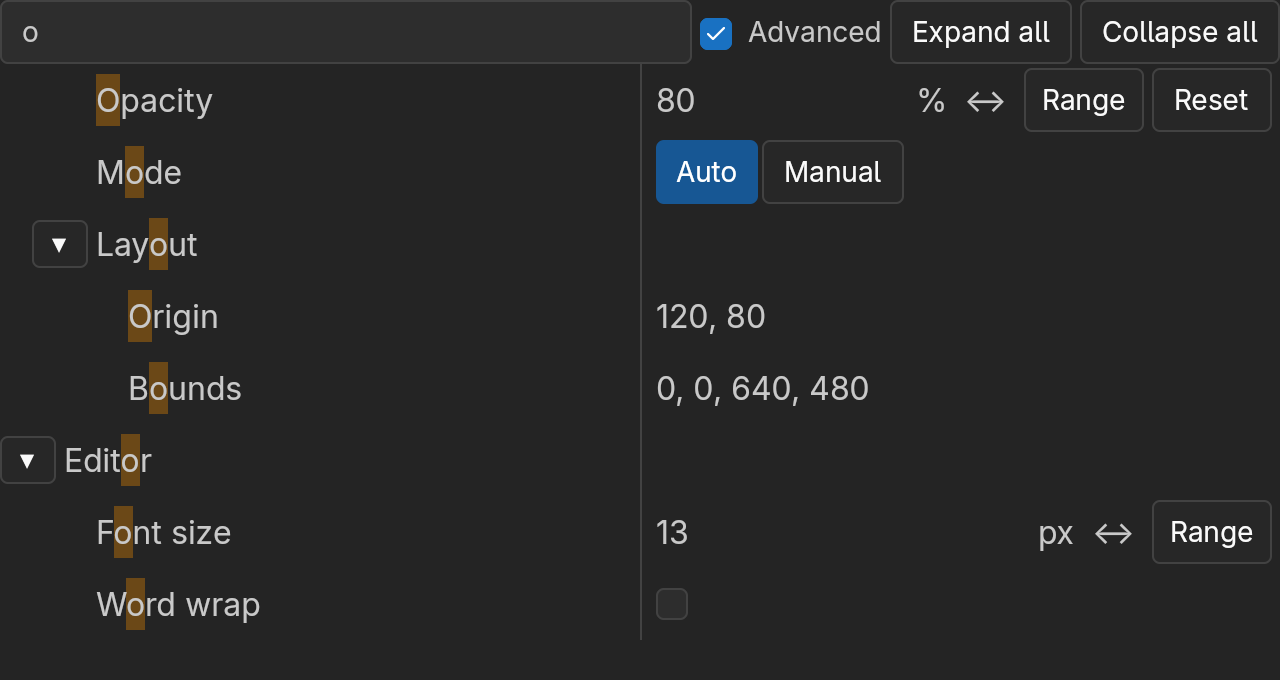 o Advanced Expand all Collapse all
Opacity 80 % ↔ Range Reset
Mode Auto Manual
▼ Layout
Origin 120, 80
Bounds 0, 0, 640, 480
▼ Editor
Font size 13 px ↔ Range
Word wrap